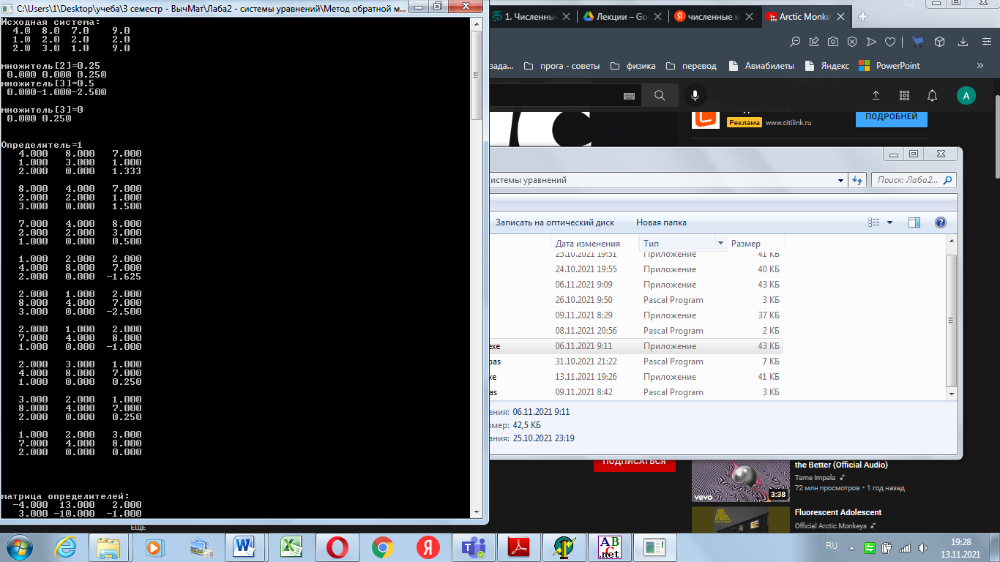 C:\Users\1\Desktop\учеба\3 семестр - ВычМат\Лаба2 - системы уравнений\Метод обратной м...
Исходная система:
4.0 8.0 7.0 9.0
1.0 2.0 2.0 2.0
2.0 3.0 1.0 9.0
множитель[2]=0.25
0.000 0.000 0.250
множитель[3]=0.5
0.000-1.000-2.500
множитель[3]=0
0.000 0.250
Определитель=1
4.000 8.000 7.000
1.000 3.000 1.000
2.000 0.000 1.333
8.000 4.000 7.000
2.000 2.000 1.000
3.000 0.000 1.500
7.000 4.000 8.000
2.000 2.000 3.000
1.000 0.000 0.500
1.000 2.000 2.000
4.000 8.000 7.000
2.000 0.000 -1.625
2.000 1.000 2.000
8.000 4.000 7.000
3.000 0.000 -2.500
2.000 1.000 2.000
7.000 4.000 8.000
1.000 0.000 -1.000
2.000 3.000 1.000
4.000 8.000 7.000
1.000 0.000 0.250
3.000 2.000 1.000
8.000 4.000 7.000
2.000 0.000 0.250
1.000 2.000 3.000
7.000 4.000 8.000
2.000 0.000 0.000
матрица определителей:
-4.000 13.000 2.000
3.000 -10.000 -1.000
1. Численные
Лекции – Go
численные м
Arctic Monkey
зада...
прога - советы
физика
перевод
Авиабилеты
Яндекс
PowerPoint
»
A
Реклама
www.citilink.ru
ПОДРОБНЕЙ
истемы уравнений
Поиск: Лаба2...
Записать на оптический диск
Новая папка
Дата изменения Тип Размер
25.10.2021 19:51 Приложение 41 КБ
24.10.2021 19:55 Приложение 40 КБ
06.11.2021 9:09 Приложение 43 КБ
26.10.2021 9:50 Pascal Program 3 КБ
09.11.2021 8:29 Приложение 37 КБ
08.11.2021 20:56 Pascal Program 2 КБ
exe 06.11.2021 9:11 Приложение 43 КБ
pas 31.10.2021 21:22 Pascal Program 7 КБ
xe 13.11.2021 19:26 Приложение 41 КБ
as 09.11.2021 8:42 Pascal Program 3 КБ
ения: 06.11.2021 9:11
змер: 42,5 КБ
ания: 25.10.2021 23:19
ПОДПИСАТЬСЯ
the Better (Official Audio)
Tame Impala
72 млн просмотров • 1 год назад
vevo
3:38
Fluorescent Adolescent
Official Arctic Monkeys
ЕЩЕ
ABC
.net
RU
19:28
13.11.2021